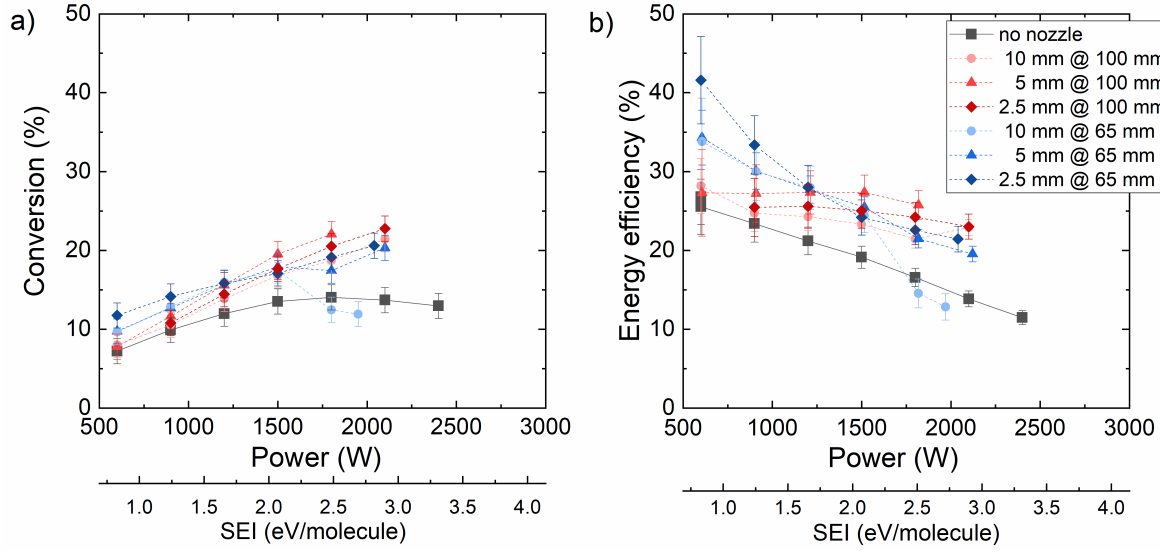 a)
50
40
30
20
10
0
Conversion (%)
500
1000
1500
2000
2500
3000
Power (W)
1.0
1.5
2.0
2.5
3.0
3.5
4.0
SEI (eV/molecule)
b)
50
40
30
20
10
0
Energy efficiency (%)
no nozzle
10 mm @ 100 mm
5 mm @ 100 mm
2.5 mm @ 100 mm
10 mm @ 65 mm
5 mm @ 65 mm
2.5 mm @ 65 mm
500
1000
1500
2000
2500
3000
Power (W)
1.0
1.5
2.0
2.5
3.0
3.5
4.0
SEI (eV/molecule)